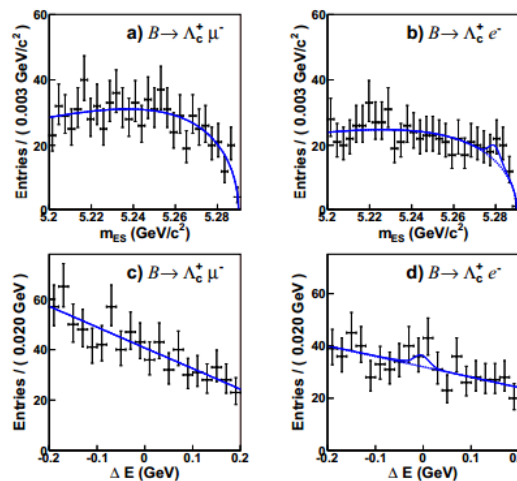 a) B → Λc+ μ-
Entries / ( 0.003 GeV/c2 )
60
40
20
0
5.2 5.22 5.24 5.26 5.28
mES (GeV/c2)
b) B → Λc+ e-
Entries / ( 0.003 GeV/c2 )
60
40
20
0
5.2 5.22 5.24 5.26 5.28
mES (GeV/c2)
c) B → Λc+ μ-
Entries / ( 0.020 GeV )
60
40
20
0
-0.2 -0.1 0 0.1 0.2
Δ E (GeV)
d) B → Λc+ e-
Entries / ( 0.020 GeV )
60
40
20
0
-0.2 -0.1 0 0.1 0.2
Δ E (GeV)